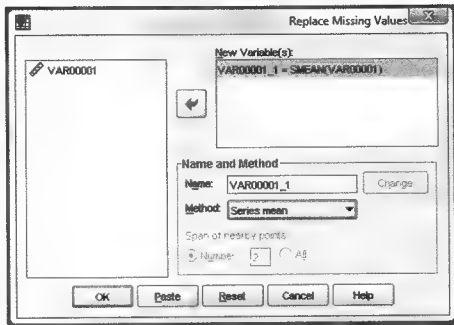 Replace Missing Values
New Variable(s):
VAR00001
VAR00001_1 = SMEAN(VAR00001)
Name and Method
Name: VAR00001_1 Change
Method: Series mean
Span of nearby points
Number: 2 All
OK Paste Reset Cancel Help